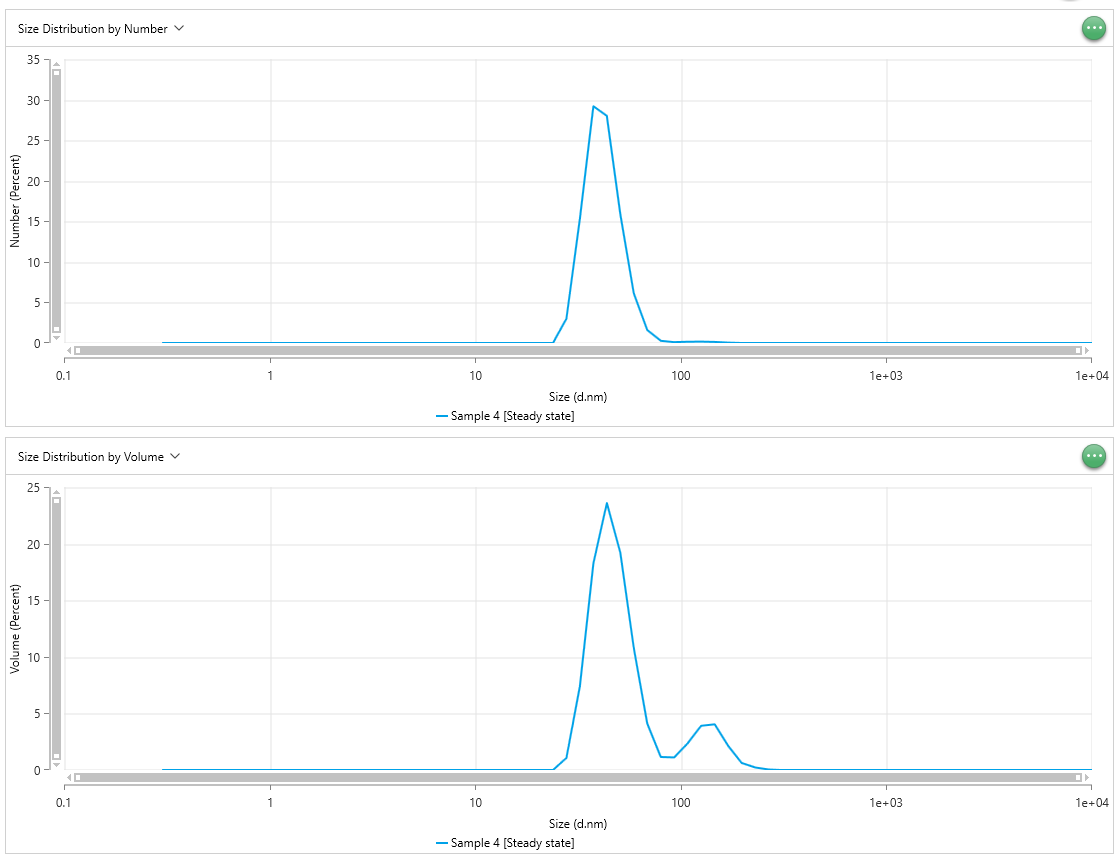 Size Distribution by Number
35
30
25
20
15
10
5
0
Number (Percent)
0.1 1 10 100 1e+03 1e+04
Size (d.nm)
Sample 4 [Steady state]
Size Distribution by Volume
25
20
15
10
5
0
Volume (Percent)
0.1 1 10 100 1e+03 1e+04
Size (d.nm)
Sample 4 [Steady state]